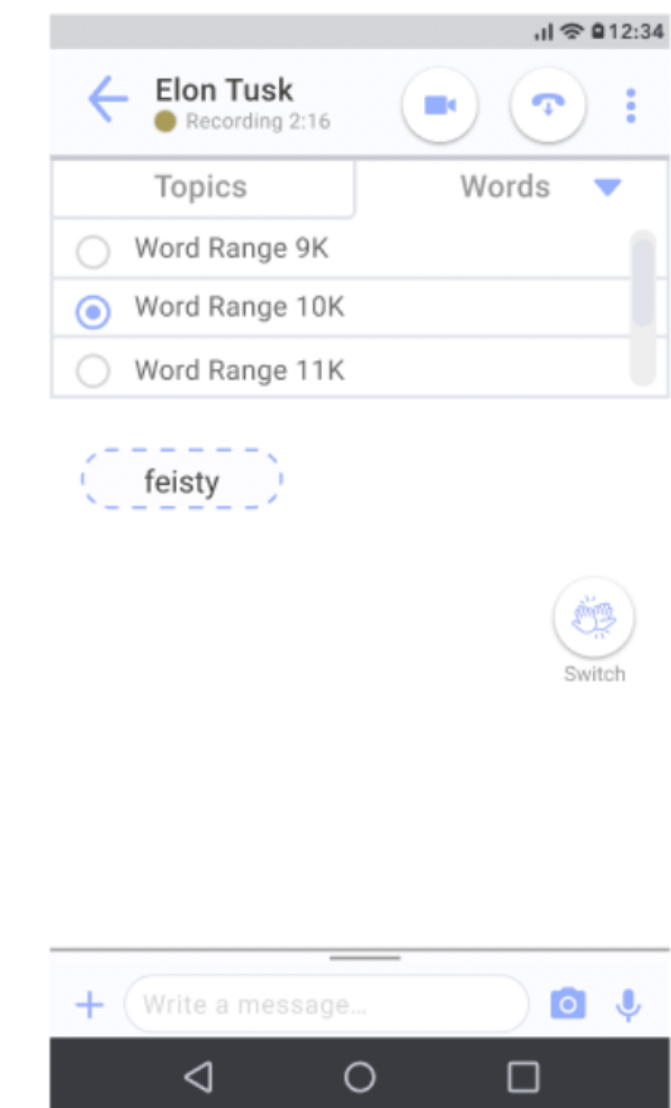 12:34
Elon Tusk
Recording 2:16
Topics Words
Word Range 9K
Word Range 10K
Word Range 11K
feisty
Switch
Write a message...